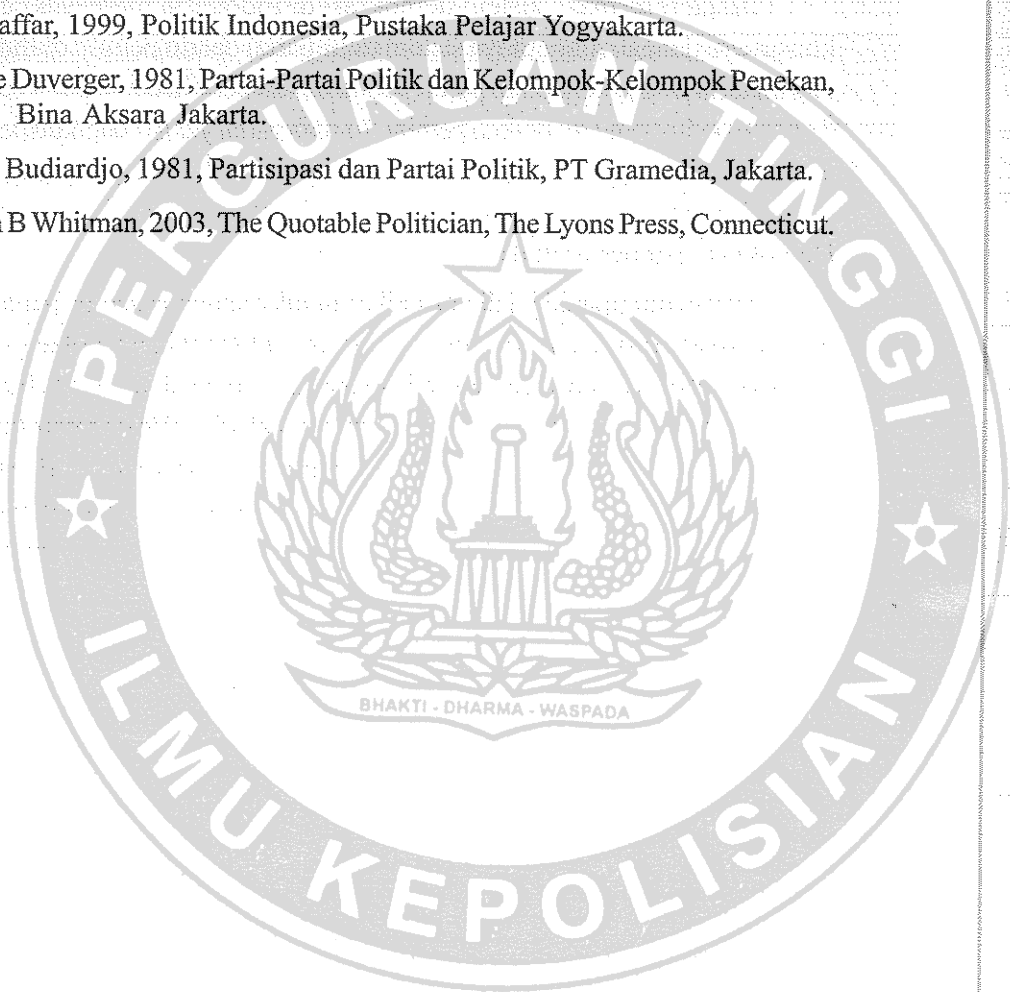 affar, 1999, Politik Indonesia, Pustaka Pelajar Yogyakarta.
e Duverger, 1981, Partai-Partai Politik dan Kelompok-Kelompok Penekan,
Bina Aksara Jakarta.
Budiardjo, 1981, Partisipasi dan Partai Politik, PT Gramedia, Jakarta.
n B Whitman, 2003, The Quotable Politician, The Lyons Press, Connecticut.
PERGURUAN TINGGI
BHAKTI - DHARMA - WASPADA
ILMU KEPOLISIAN